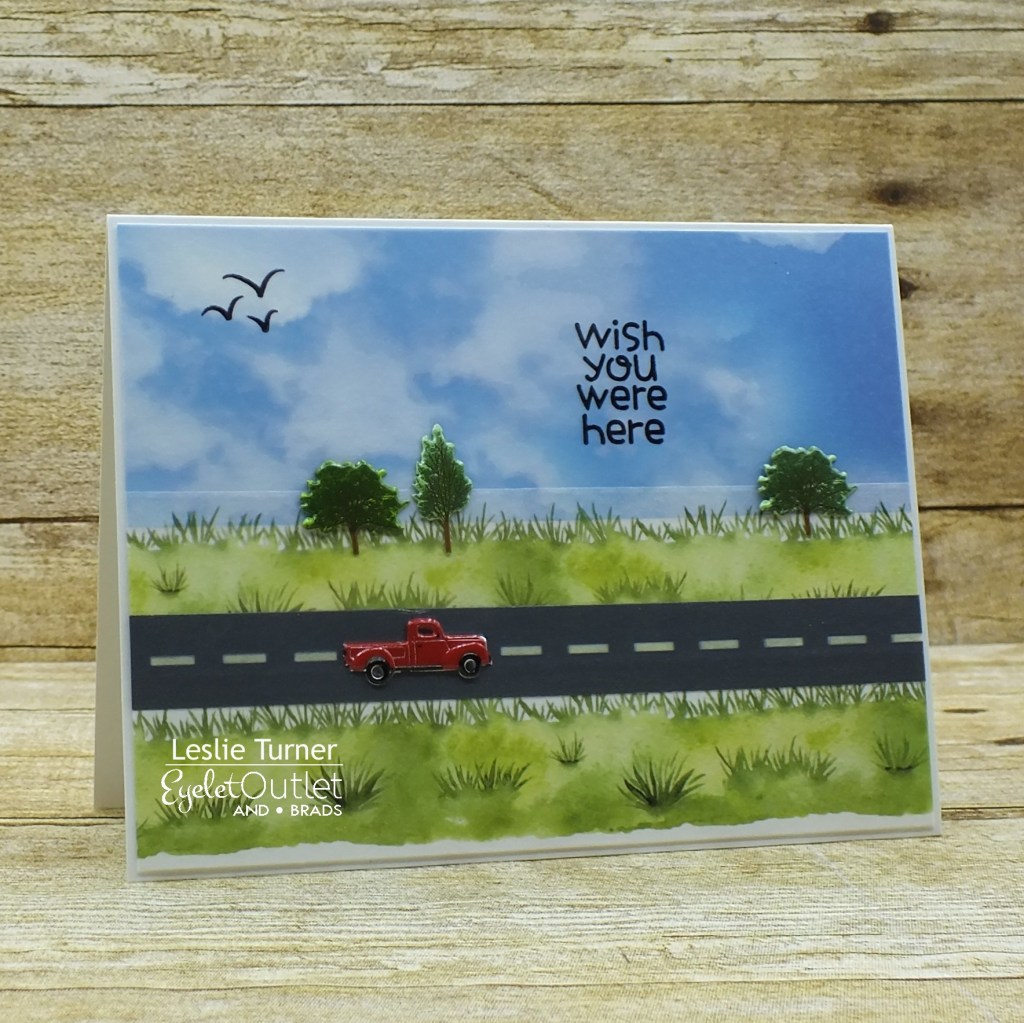 wish
you
were
here
Leslie Turner
EyeletOutlet
AND • BRADS